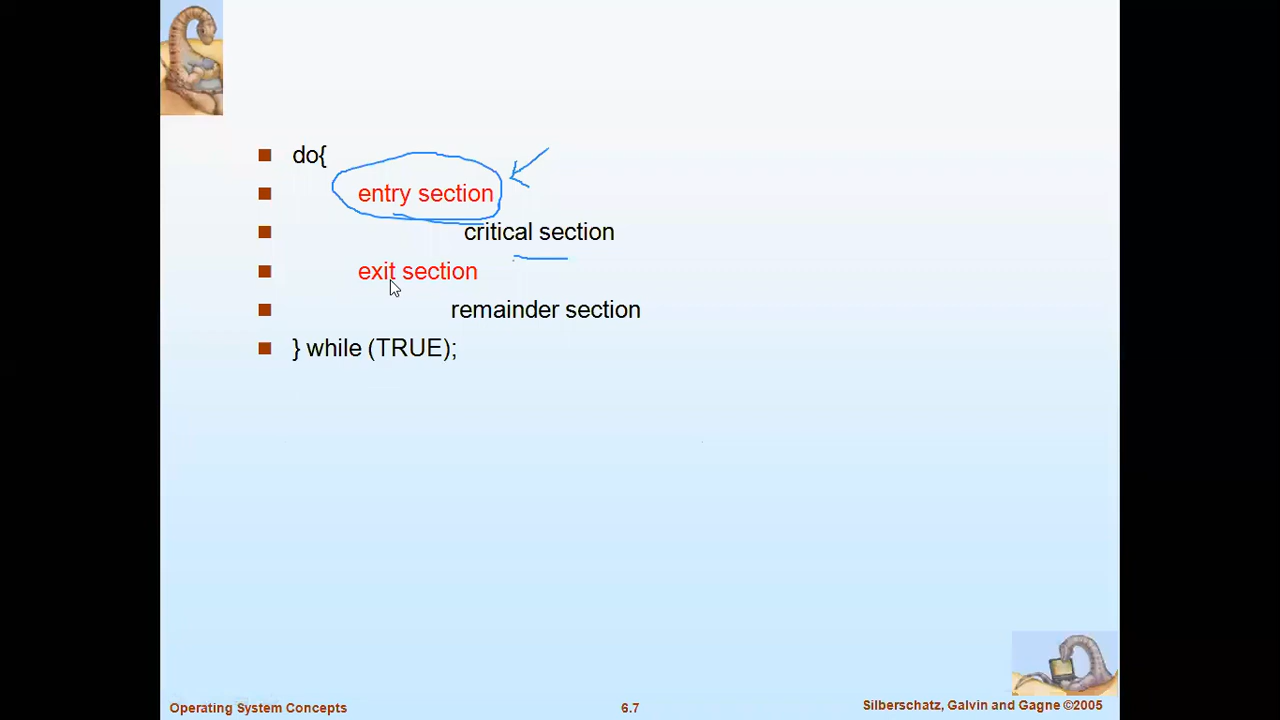 do{
entry section
critical section
exit section
remainder section
} while (TRUE);
Operating System Concepts
6.7
Silberschatz, Galvin and Gagne ©2005